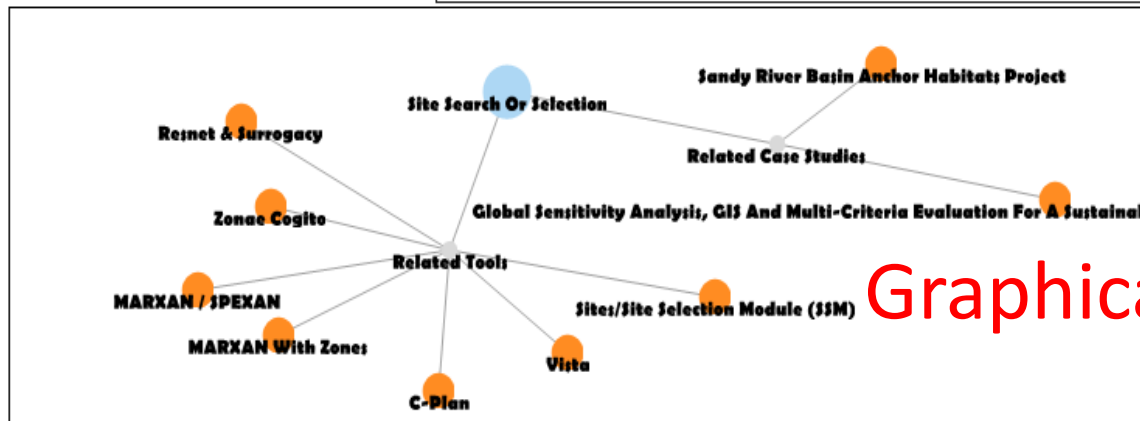 Sandy River Basin Anchor Habitats Project
Site Search Or Selection
Resnet & Surrogacy
Related Case Studies
Zonae Cogito
Global Sensitivity Analysis, GIS And Multi-Criteria Evaluation For A
Related Tools
MARXAN / SPEXAN
Sites/Site Selection Module (SSM)
MARXAN With Zones
Vista
C-Plan